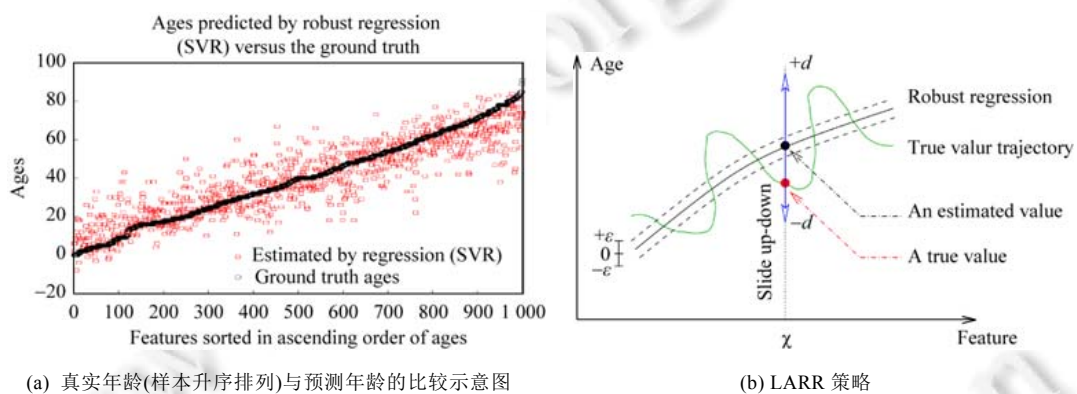 Ages predicted by robust regression
(SVR) versus the ground truth
100
80
60
40
20
0
−20
Ages
Estimated by regression (SVR)
Ground truth ages
0 100 200 300 400 500 600 700 800 900 1 000
Features sorted in ascending order of ages
(a) 真实年龄(样本升序排列)与预测年龄的比较示意图
Age
+d
Robust regression
True valur trajectory
An estimated value
−d
A true value
+ε
0
−ε
Slide up-down
χ
Feature
(b) LARR 策略